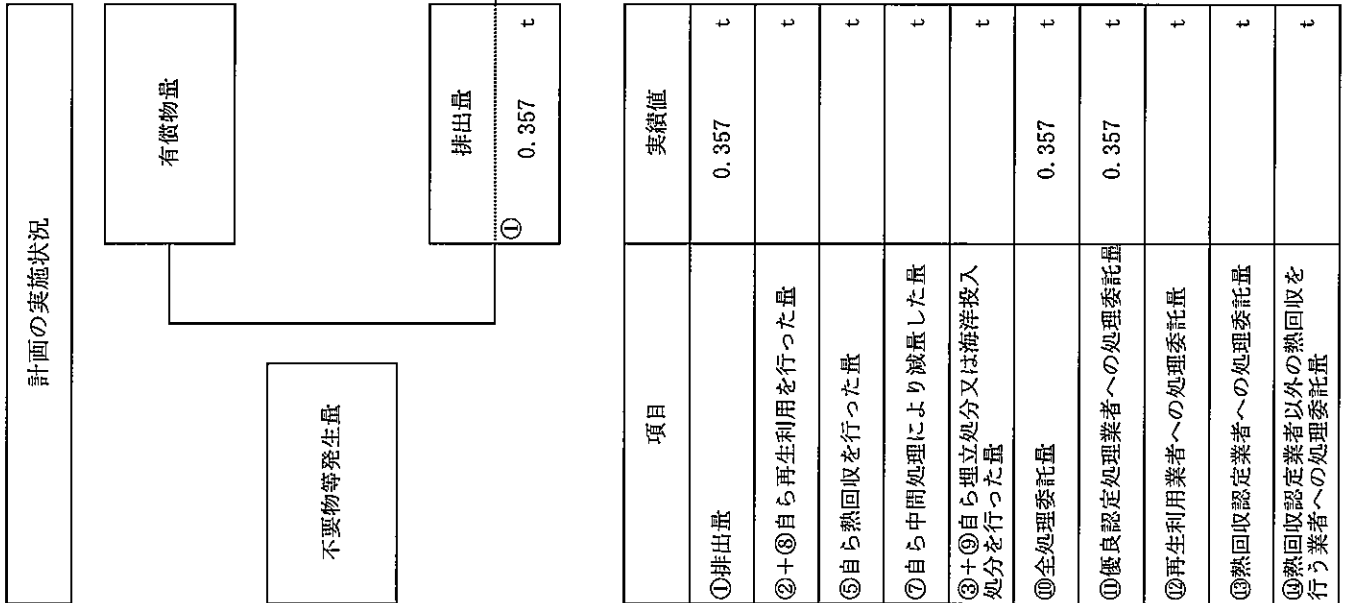 計画の実施状況
有償物量
不要物等発生量
排出量
① 0.357 t
項目 実績値
①排出量 0.357 t
②+⑧自ら再生利用を行った量 t
⑤自ら熱回収を行った量 t
⑦自ら中間処理により減量した量 t
③+⑨自ら埋立処分又は海洋投入
処分を行った量 t
⑩全処理委託量 0.357 t
⑪優良認定処理業者への処理委託量 0.357 t
⑫再生利用業者への処理委託量 t
⑬熱回収認定業者への処理委託量 t
⑭熱回収認定業者以外の熱回収を
行う業者への処理委託量 t